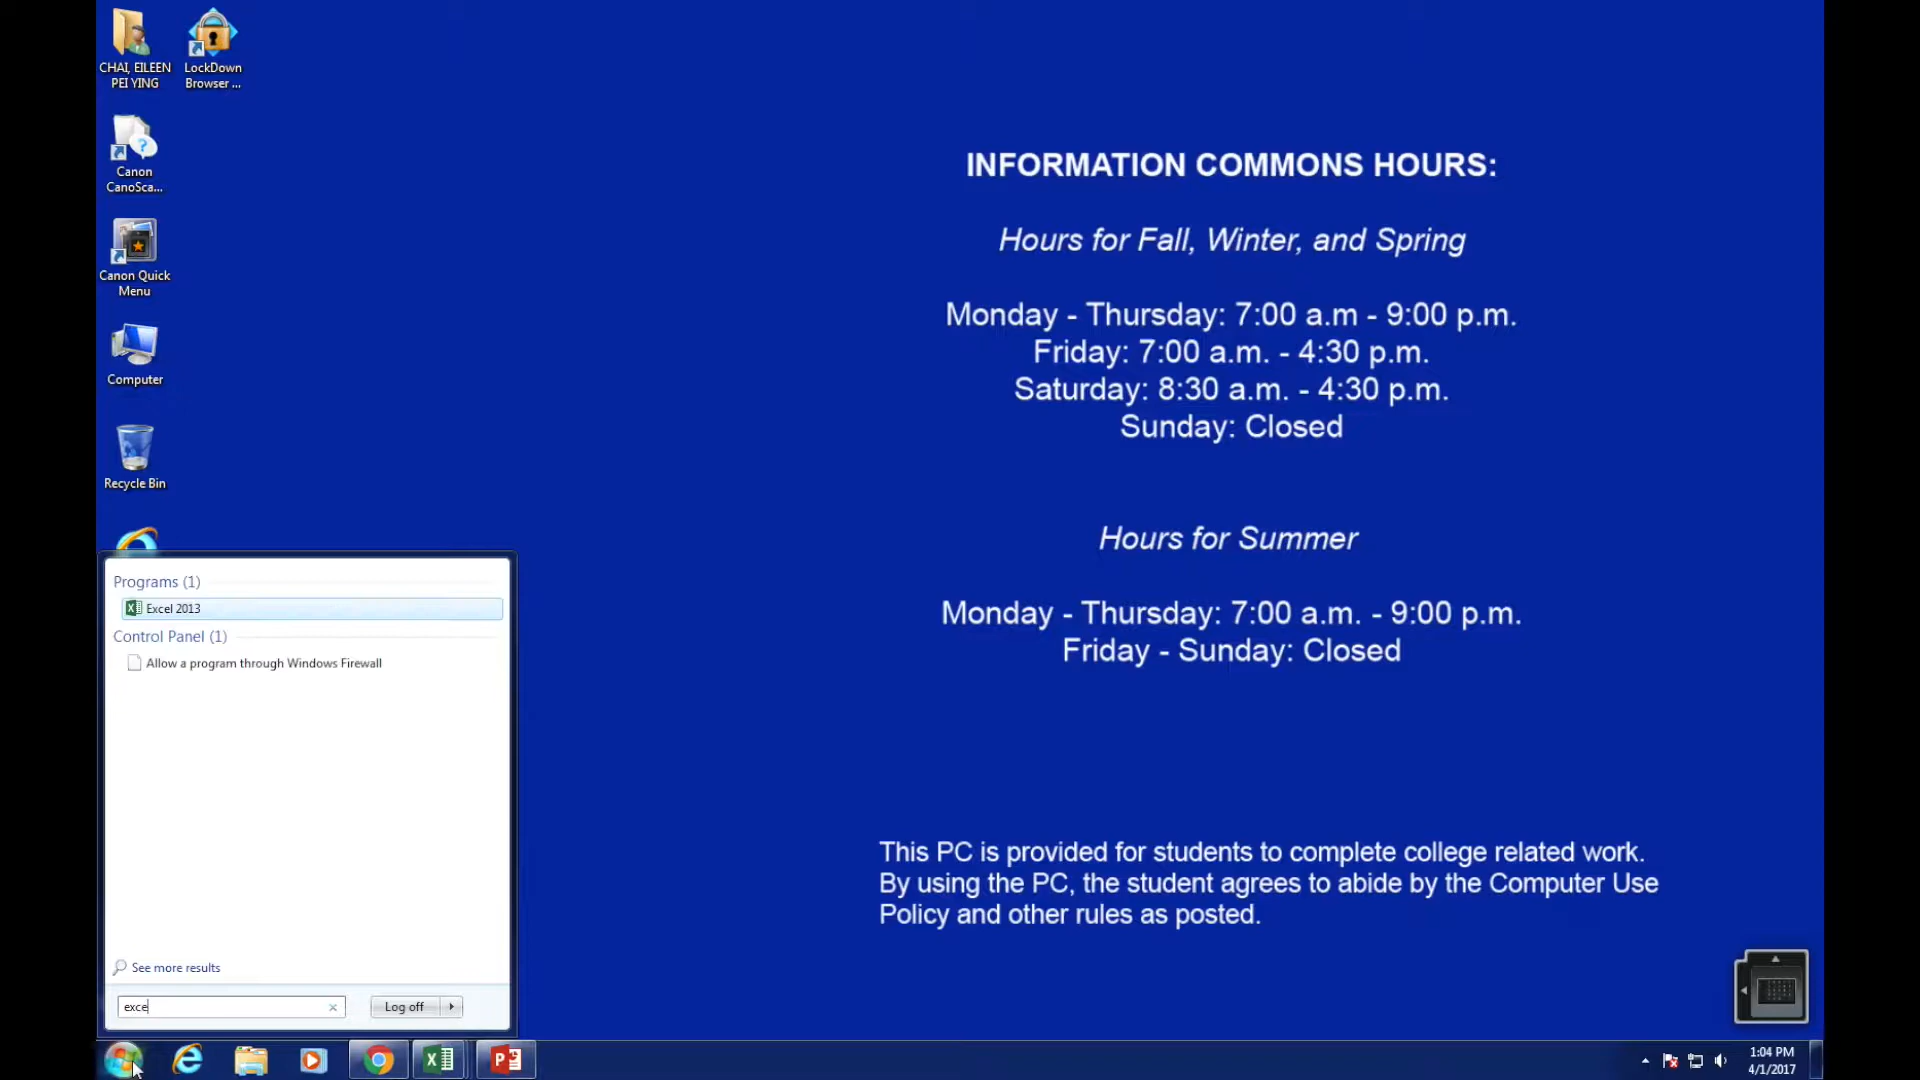 CHAI, EILEEN
PEI YING
LockDown
Browser ...
Canon
CanoSca...
Canon Quick
Menu
Computer
Recycle Bin
INFORMATION COMMONS HOURS:
Hours for Fall, Winter, and Spring
Monday - Thursday: 7:00 a.m - 9:00 p.m.
Friday: 7:00 a.m. - 4:30 p.m.
Saturday: 8:30 a.m. - 4:30 p.m.
Sunday: Closed
Hours for Summer
Monday - Thursday: 7:00 a.m. - 9:00 p.m.
Friday - Sunday: Closed
This PC is provided for students to complete college related work.
By using the PC, the student agrees to abide by the Computer Use
Policy and other rules as posted.
Programs (1)
Excel 2013
Control Panel (1)
Allow a program through Windows Firewall
See more results
exce
Log off
1:04 PM
4/1/2017